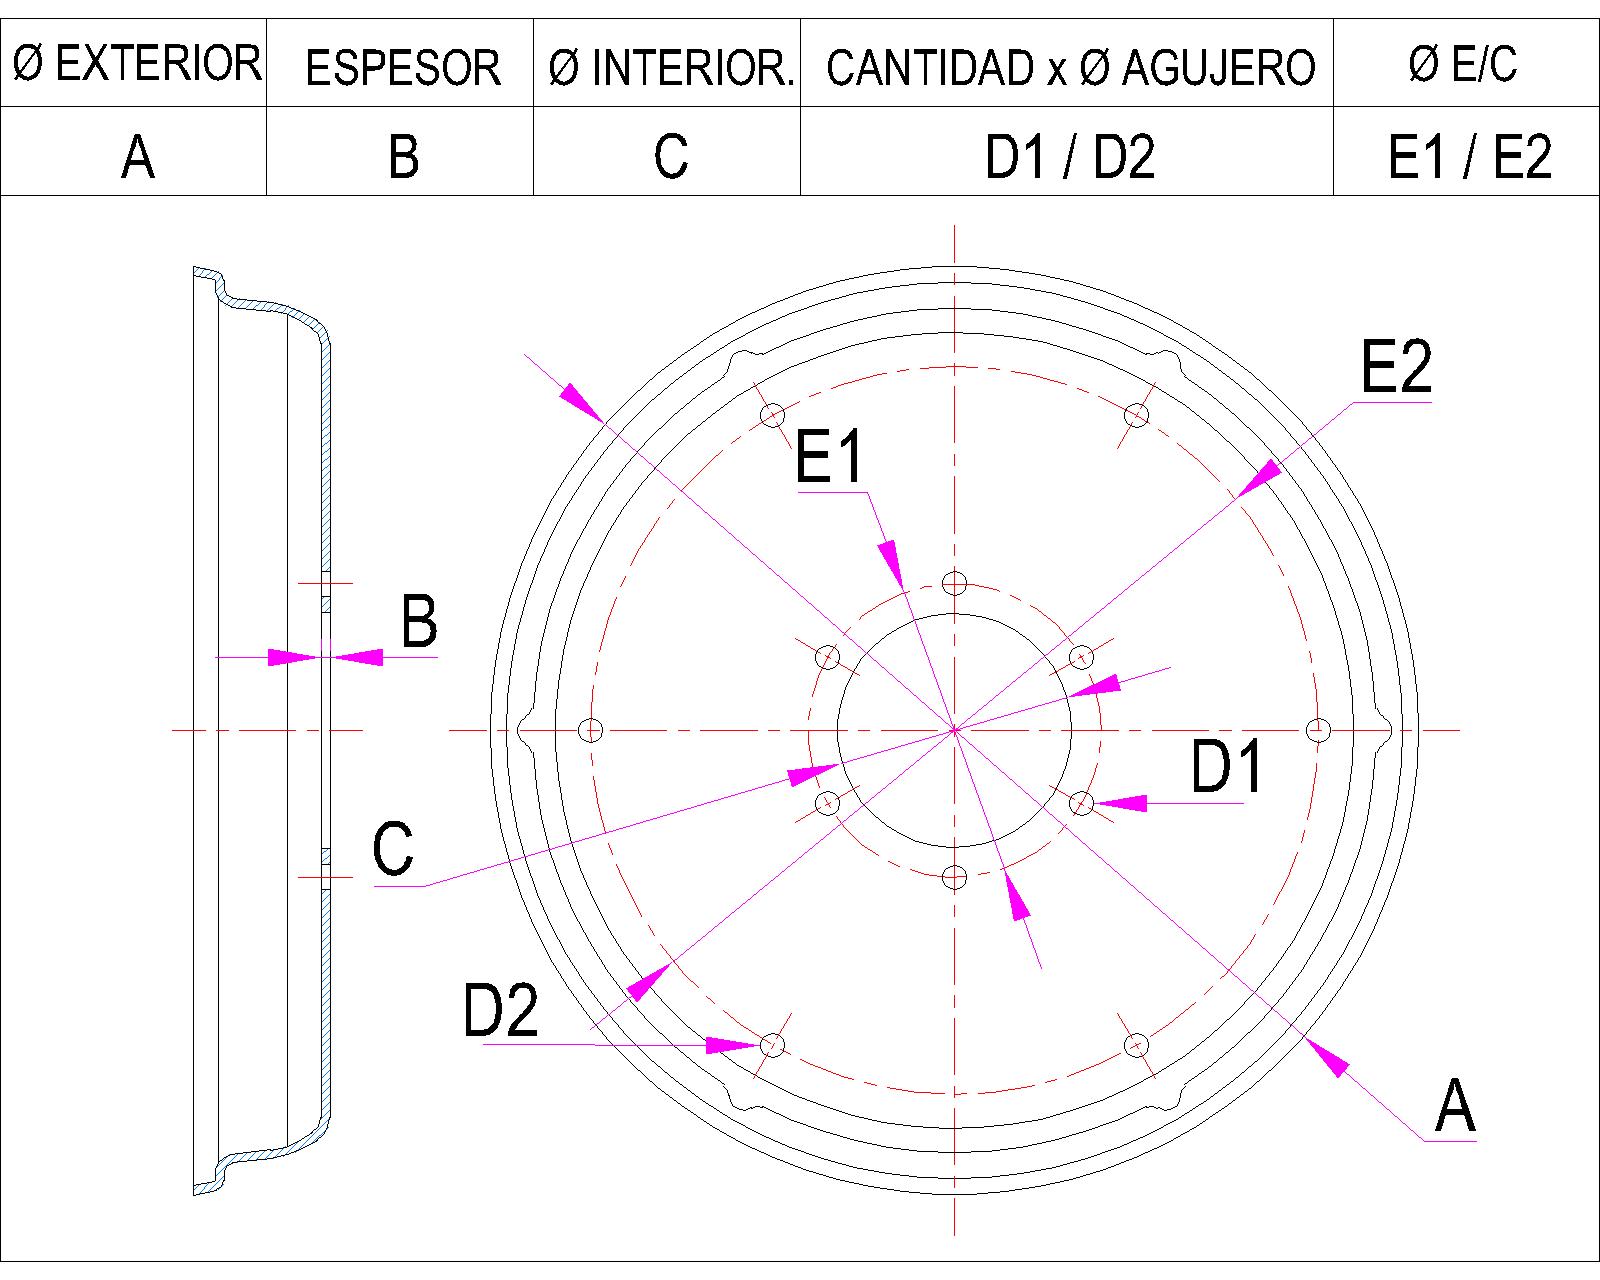 Ø EXTERIOR
ESPESOR
Ø INTERIOR.
CANTIDAD x Ø AGUJERO
Ø E/C
A
B
C
D1 / D2
E1 / E2
E2
E1
B
D1
C
D2
A